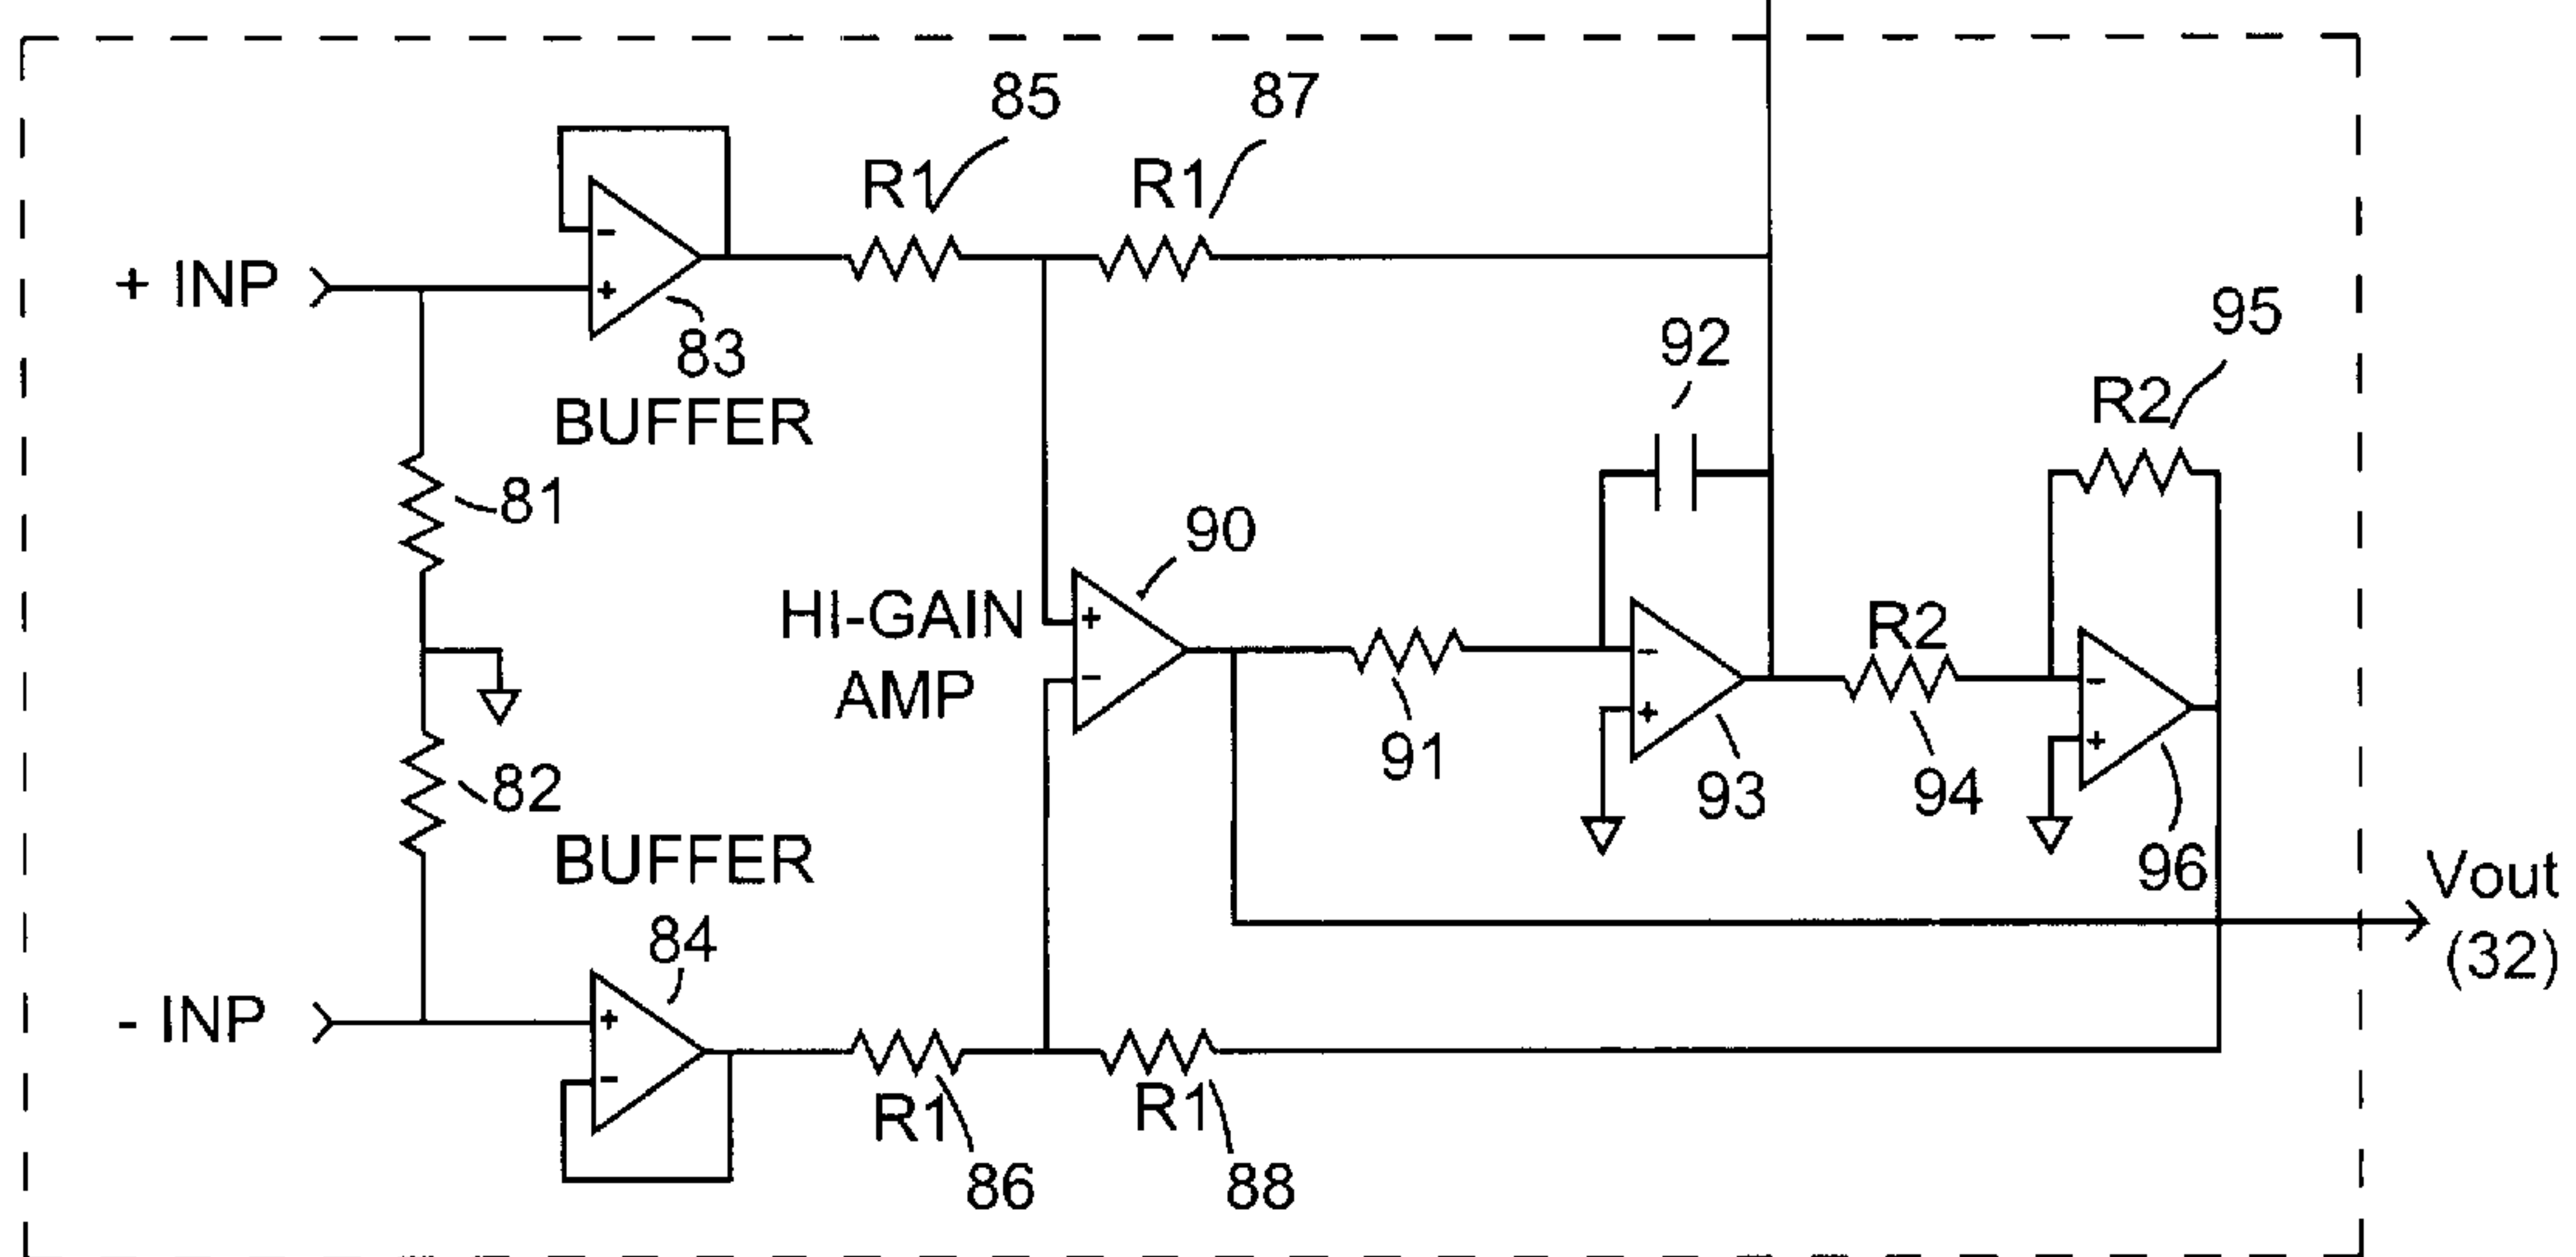 85
87
R1
R1
+ INP
-
+
83
BUFFER
92
95
R2
81
90
HI-GAIN
AMP
+
-
91
-
+
93
R2
94
-
+
96
82
BUFFER
84
Vout
(32)
- INP
+
-
R1
R1
86
88